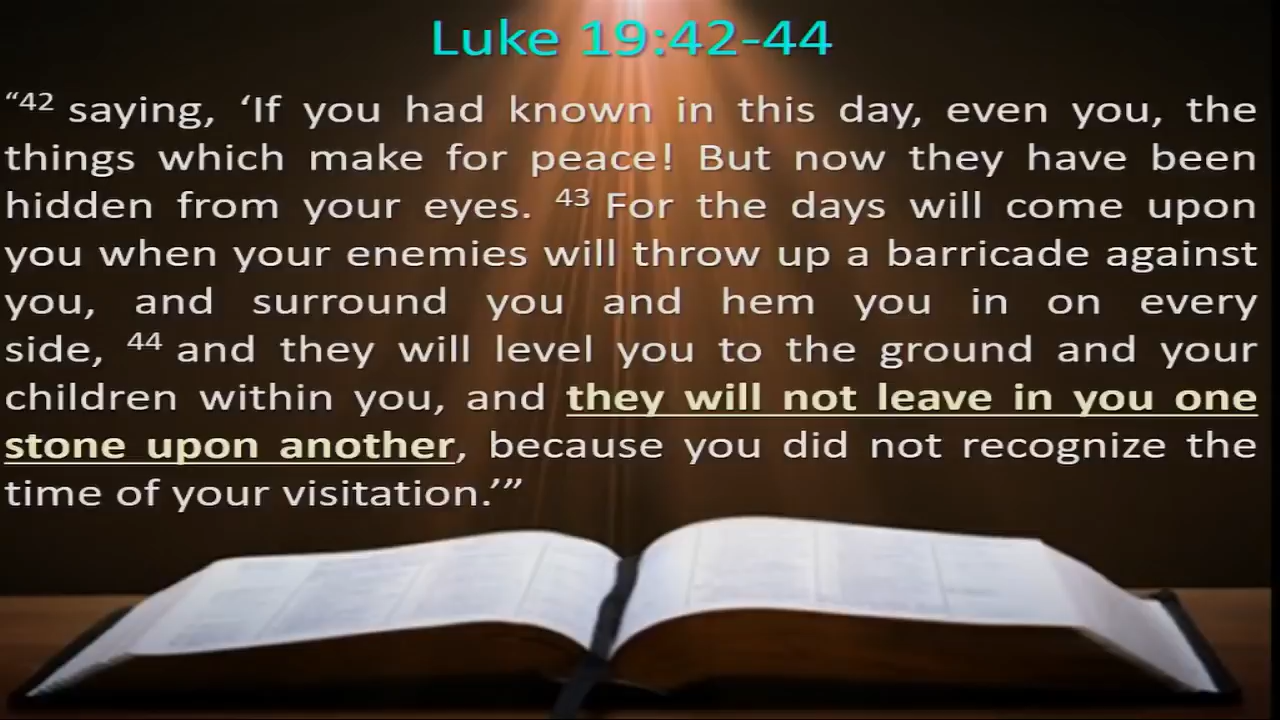 Luke 19:42-44
“42 saying, ‘If you had known in this day, even you, the
things which make for peace! But now they have been
hidden from your eyes. 43 For the days will come upon
you when your enemies will throw up a barricade against
you, and surround you and hem you in on every
side, 44 and they will level you to the ground and your
children within you, and they will not leave in you one
stone upon another, because you did not recognize the
time of your visitation.’”